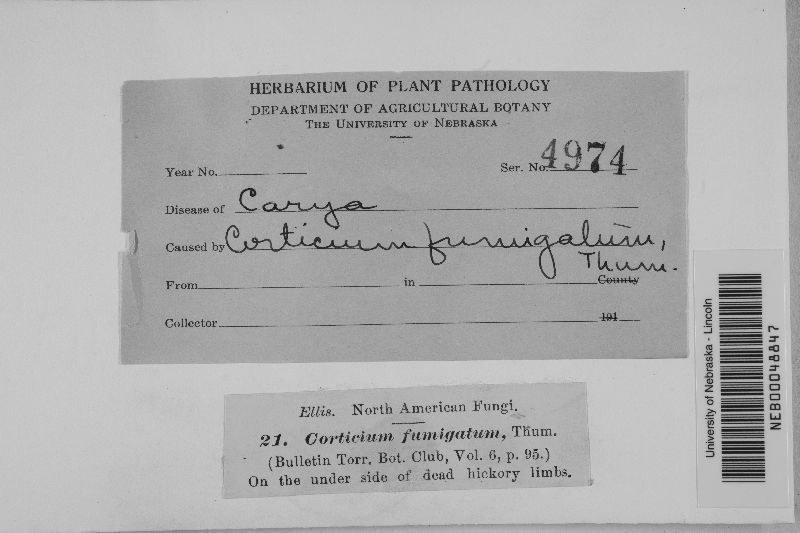 HERBARIUM OF PLANT PATHOLOGY
DEPARTMENT OF AGRICULTURAL BOTANY
THE UNIVERSITY OF NEBRASKA
Year No. Ser. No. 4974
Disease of Carya
Caused by Corticium fumigatum,
Thum.
From in County
Collector 191
Ellis. North American Fungi.
21. Corticium fumigatum, Thum.
(Bulletin Torr. Bot. Club, Vol. 6, p. 95.)
On the under side of dead hickory limbs.
University of Nebraska - Lincoln
NEB00048847